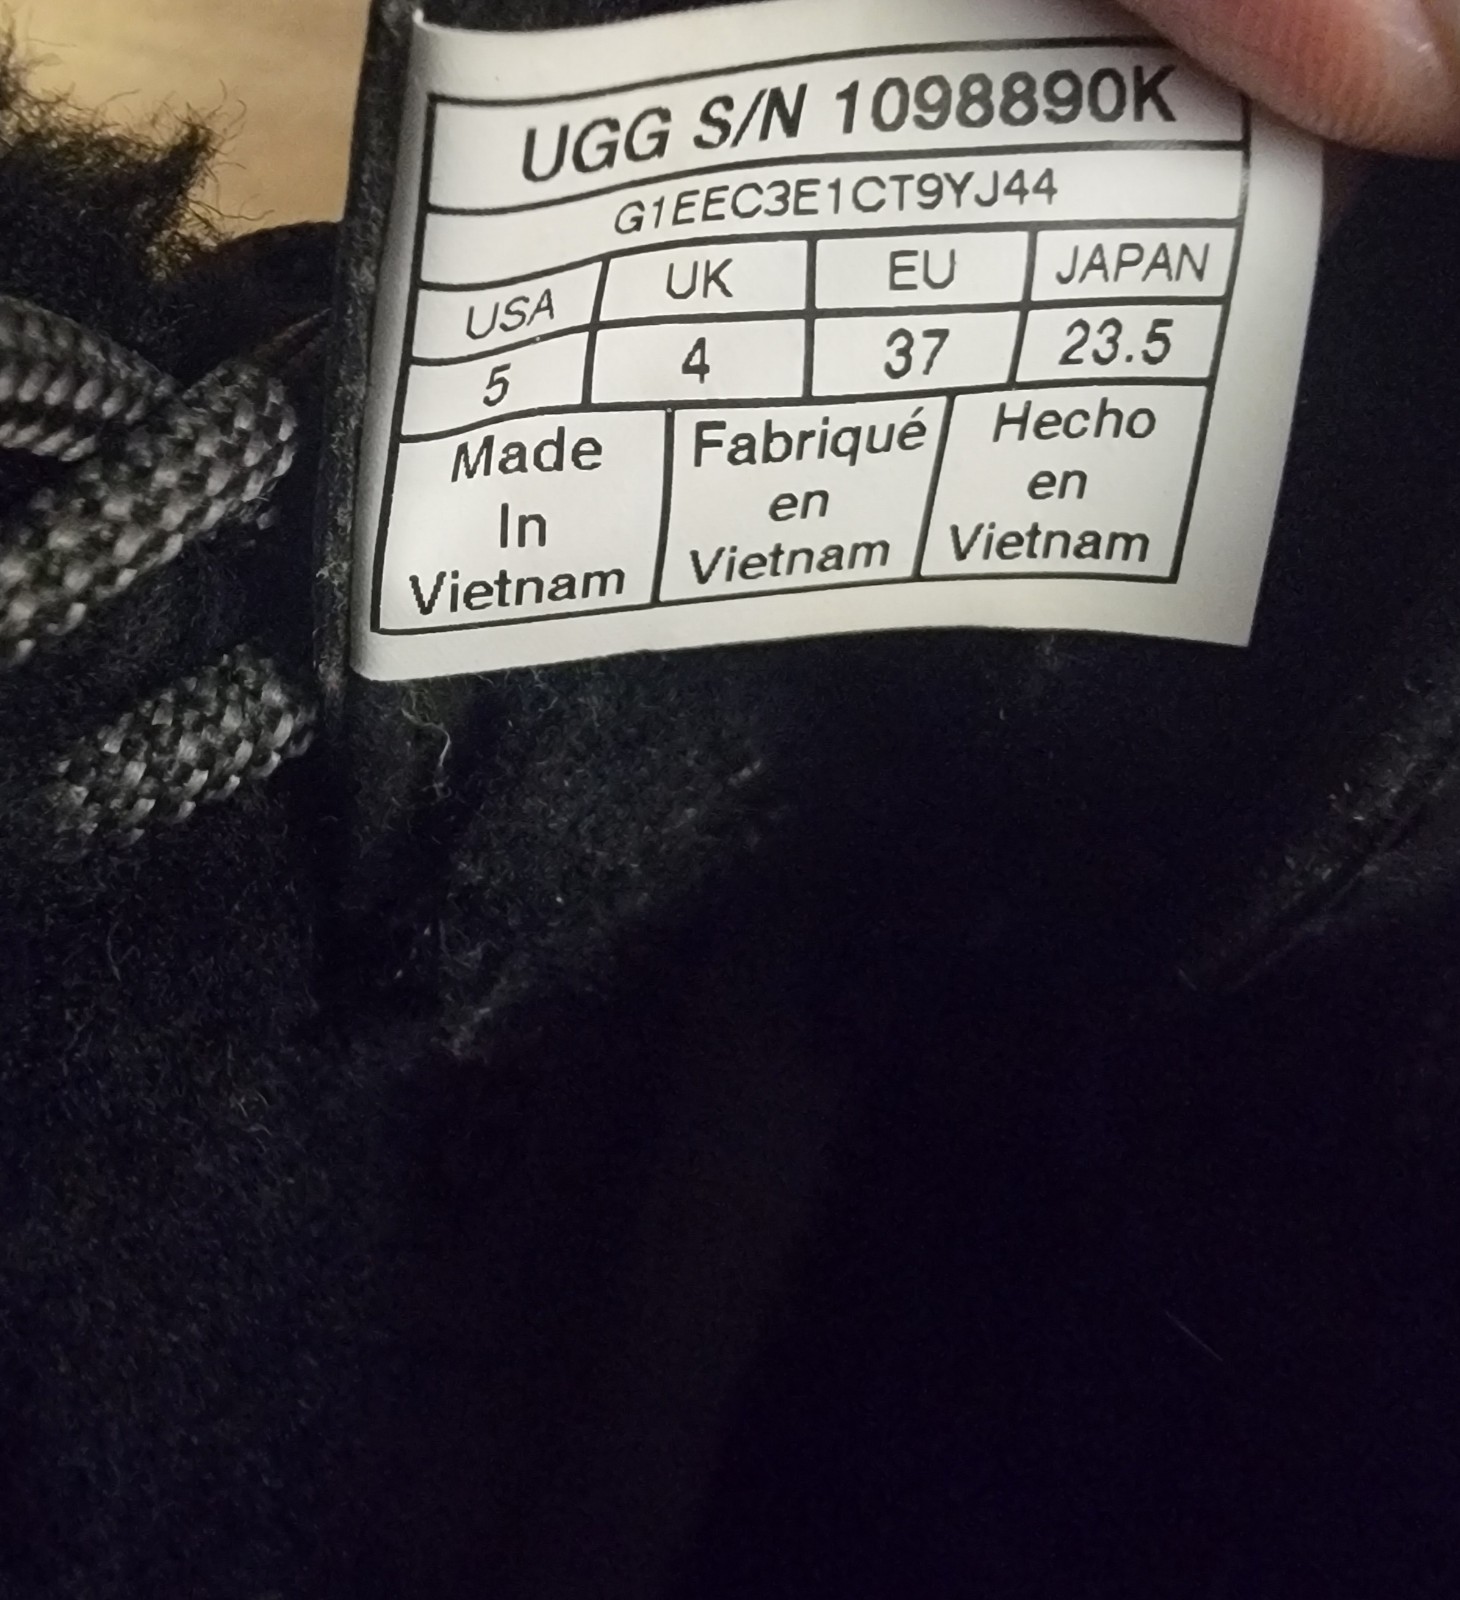 UGG S/N 1098890K
G1EEC3E1CT9YJ44
USA UK EU JAPAN
5 4 37 23.5
Made
In
Vietnam
Fabriqué
en
Vietnam
Hecho
en
Vietnam